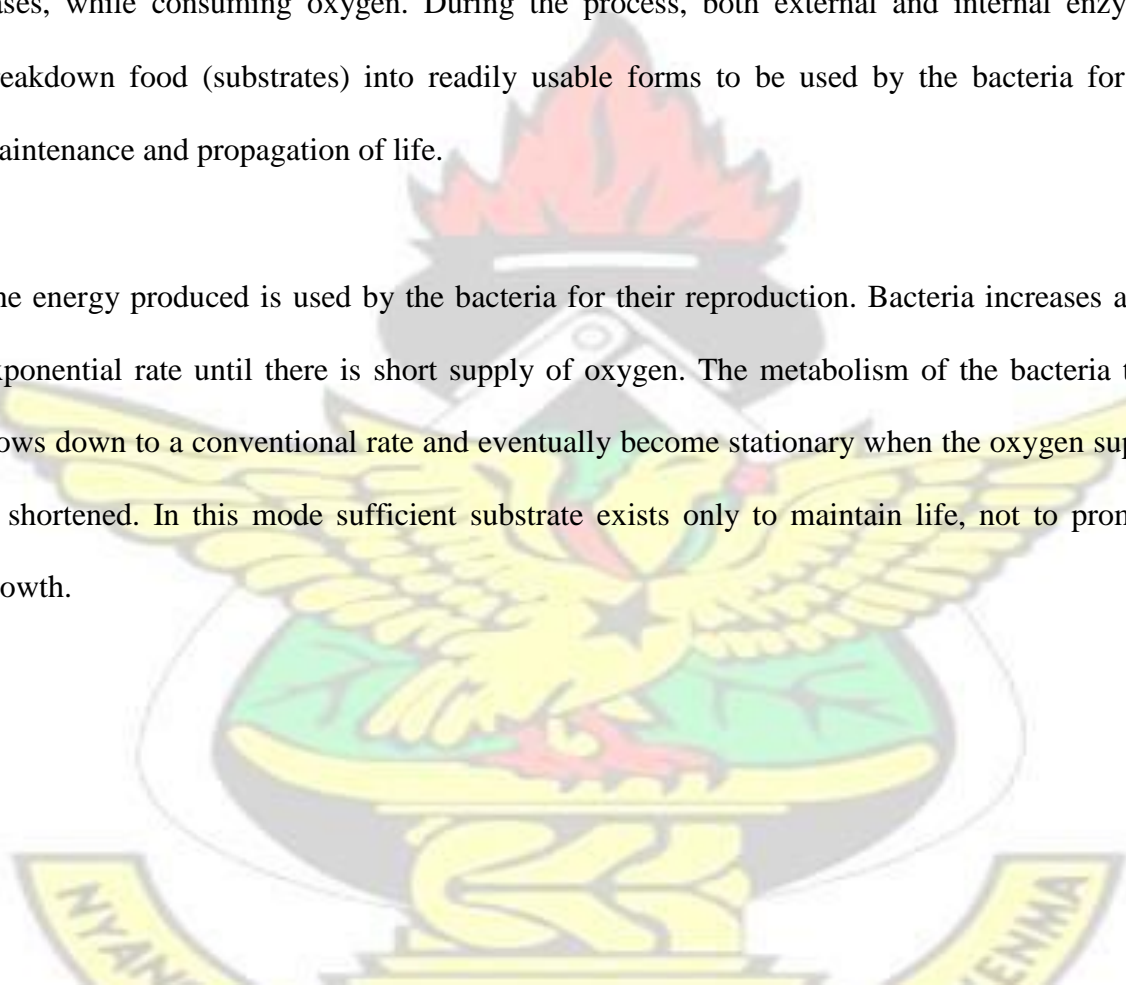 ases, while consuming oxygen. During the process, both external and internal enzy
reakdown food (substrates) into readily usable forms to be used by the bacteria for
aintenance and propagation of life.
ne energy produced is used by the bacteria for their reproduction. Bacteria increases a
xponential rate until there is short supply of oxygen. The metabolism of the bacteria t
ows down to a conventional rate and eventually become stationary when the oxygen sup
shortened. In this mode sufficient substrate exists only to maintain life, not to pron
owth.